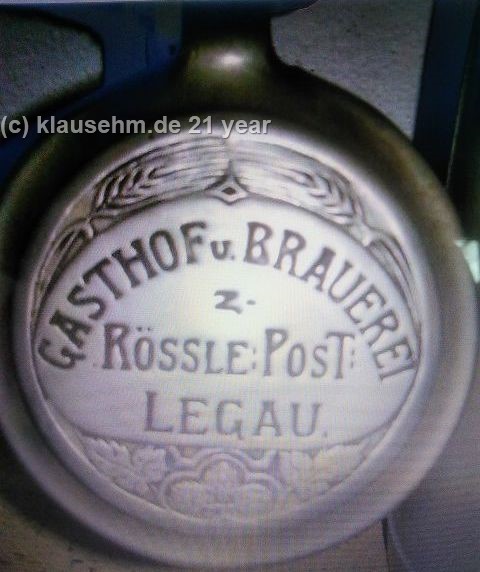 (c) klausehm.de 21 year
GASTHOF u. BRAUEREI
z.
RÖSSLE: POST:
LEGAU.